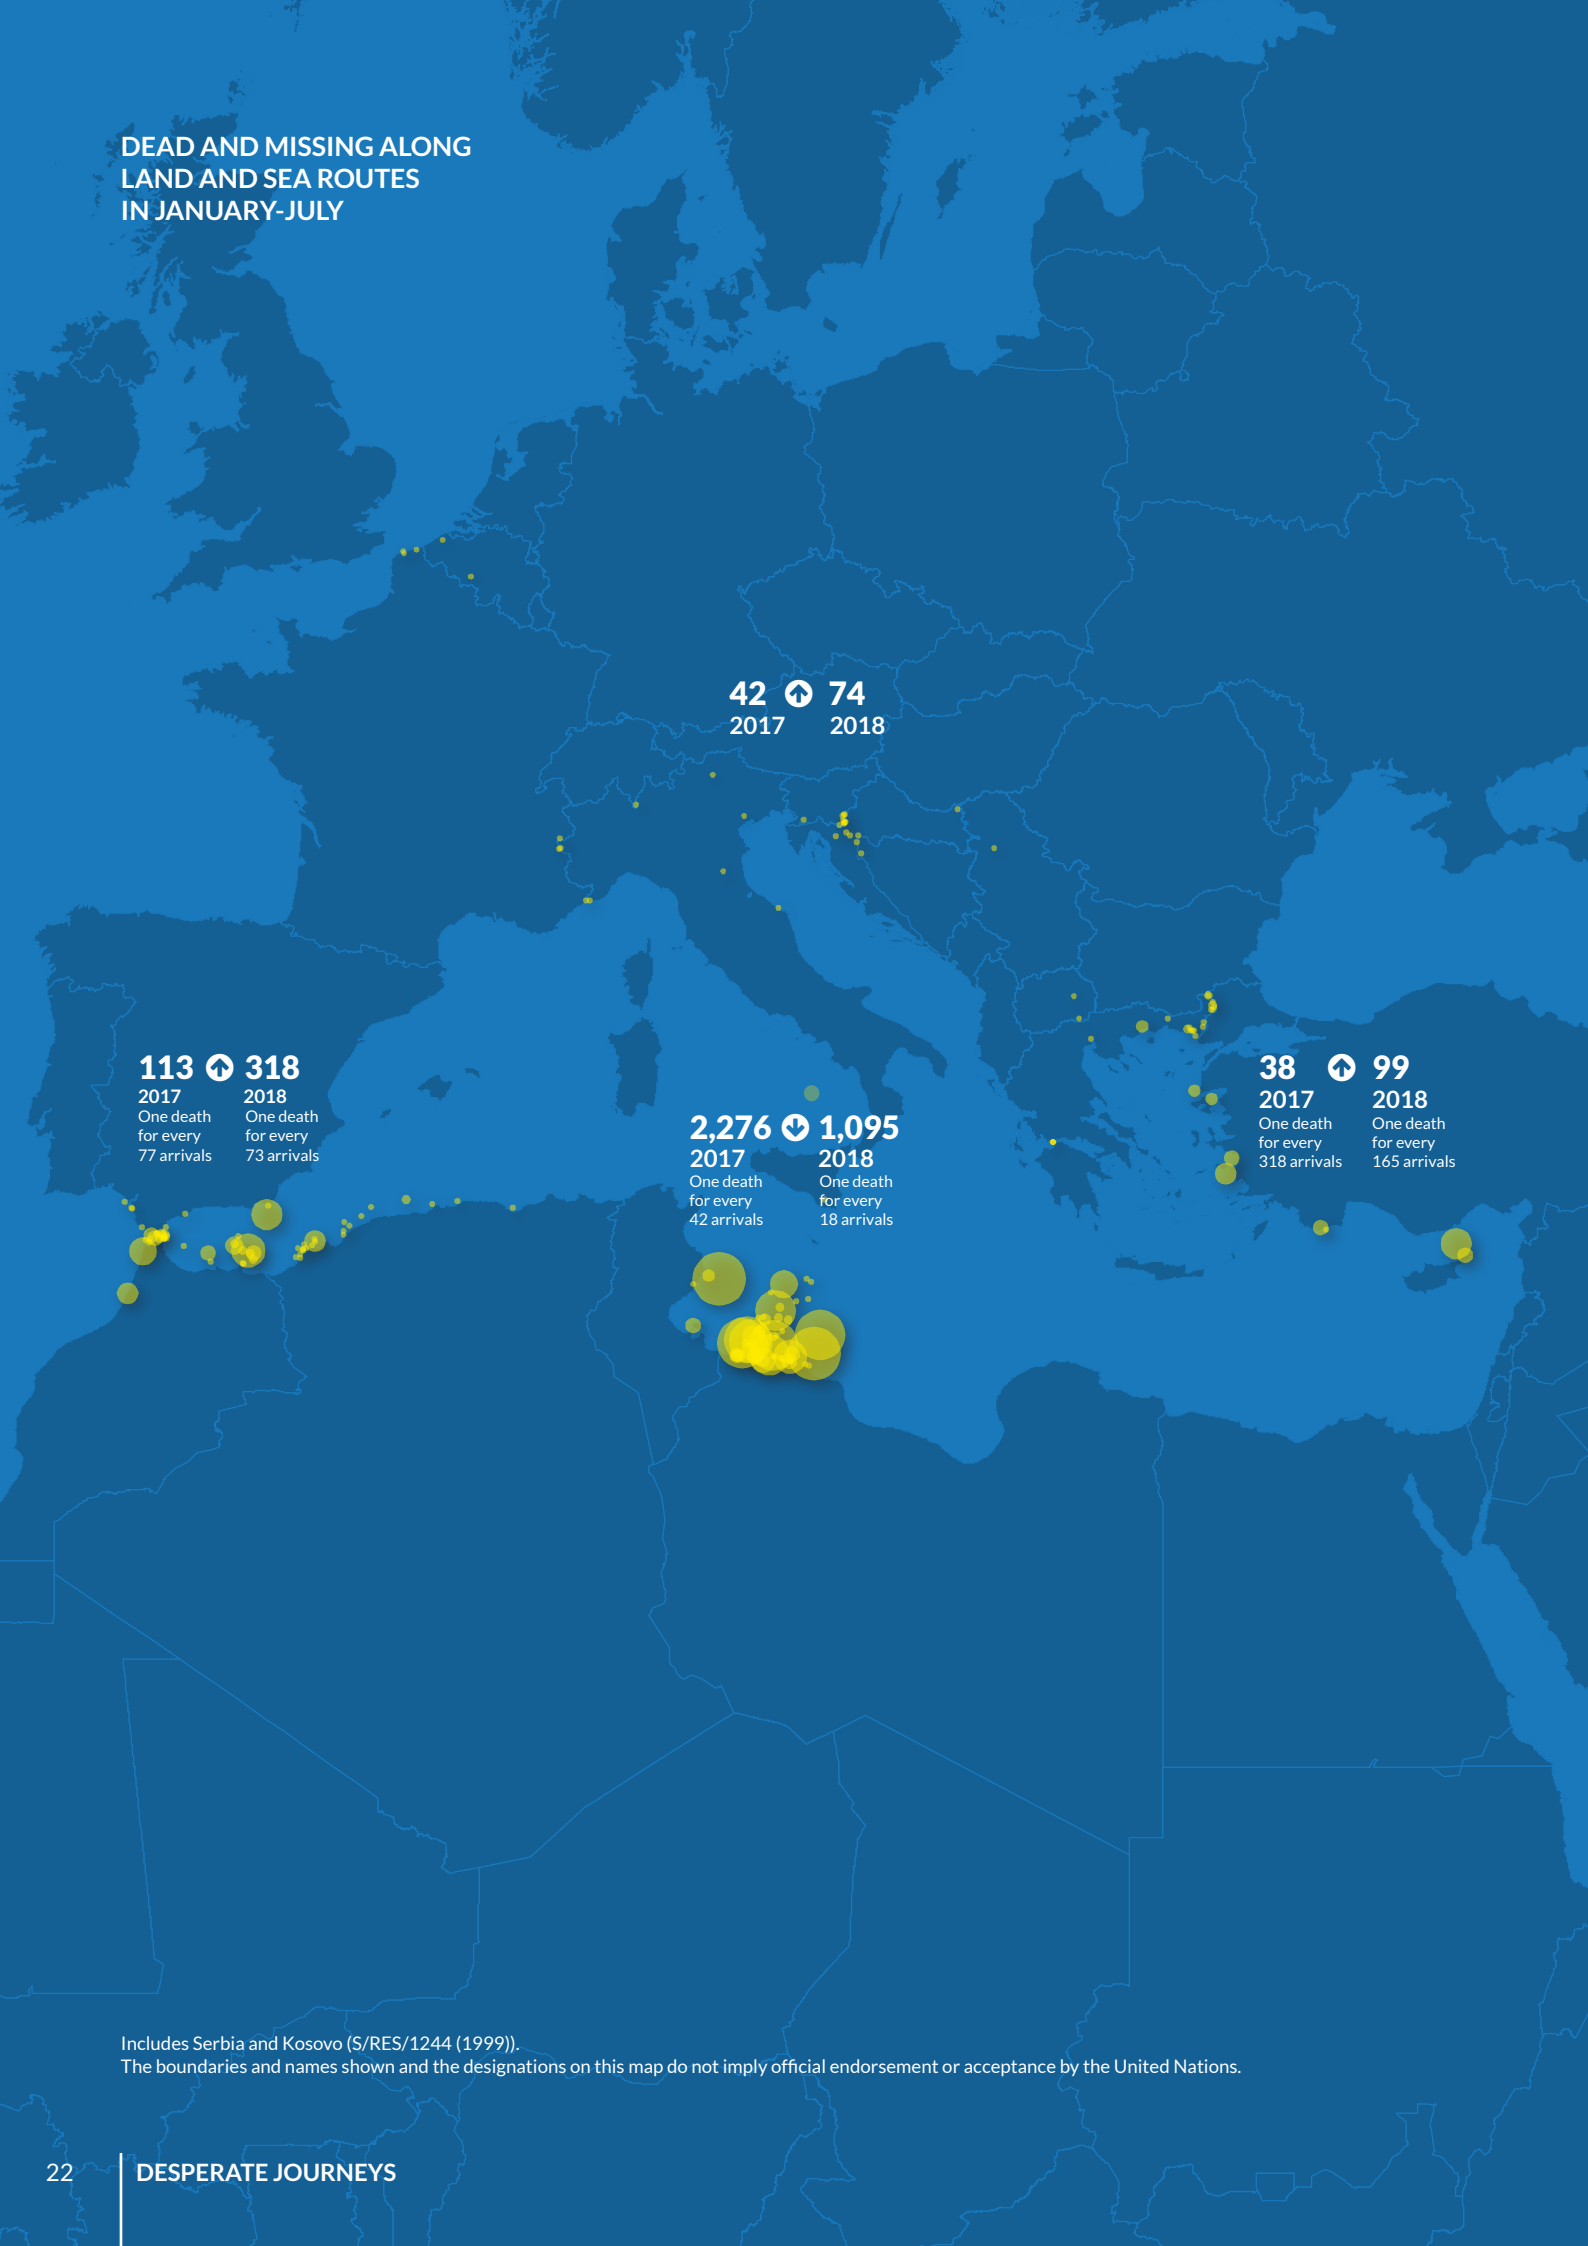 DEAD AND MISSING ALONG
LAND AND SEA ROUTES
IN JANUARY-JULY
42 74
2017 2018
113 318
2017 2018
One death One death
for every for every
77 arrivals 73 arrivals
2,276 1,095
2017 2018
One death One death
for every for every
42 arrivals 18 arrivals
38 99
2017 2018
One death One death
for every for every
318 arrivals 165 arrivals
Includes Serbia and Kosovo (S/RES/1244 (1999)).
The boundaries and names shown and the designations on this map do not imply official endorsement or acceptance by the United Nations.
22 DESPERATE JOURNEYS